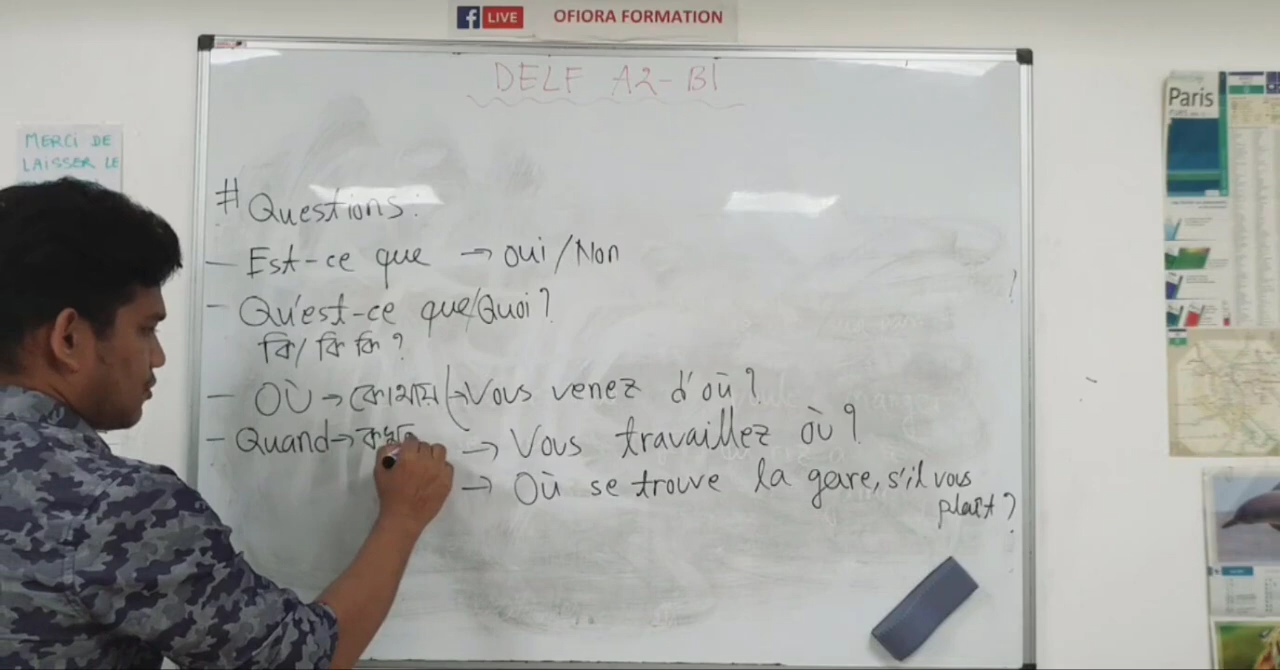 LIVE OFIORA FORMATION
DELF A2-B1
MERCi DE
LAiSSER LE
Paris
# Questions:
- Est-ce que → oui/Non
- Qu'est-ce que/Quoi?
কি/ কি কি?
- OÙ → কোথায় → Vous venez d'où?
- Quand → কখন
→ Vous travaillez où?
→ Où se trouve la gare, s'il vous
plaît?